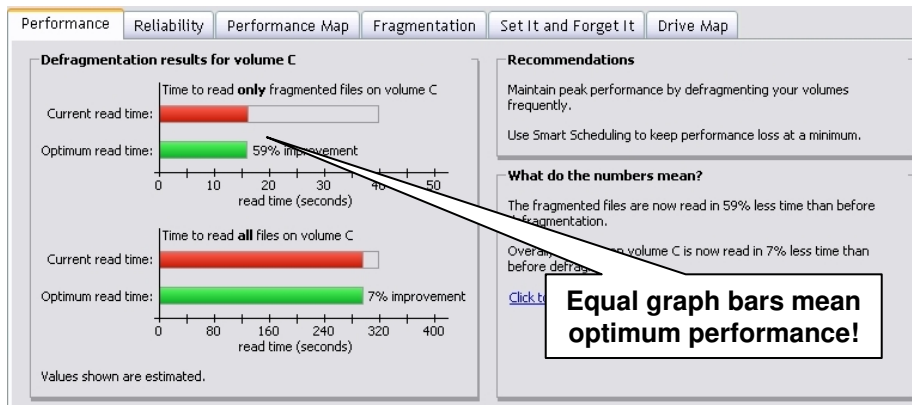 Performance
Reliability
Performance Map
Fragmentation
Set It and Forget It
Drive Map
Defragmentation results for volume C
Time to read only fragmented files on volume C
Current read time:
Optimum read time:
59% improvement
0 10 20 30 40 50
read time (seconds)
Time to read all files on volume C
Current read time:
Optimum read time:
7% improvement
0 80 160 240 320 400
read time (seconds)
Values shown are estimated.
Recommendations
Maintain peak performance by defragmenting your volumes
frequently.
Use Smart Scheduling to keep performance loss at a minimum.
What do the numbers mean?
The fragmented files are now read in 59% less time than before
defragmentation.
volume C is now read in 7% less time than
before
Click
Equal graph bars mean
optimum performance!